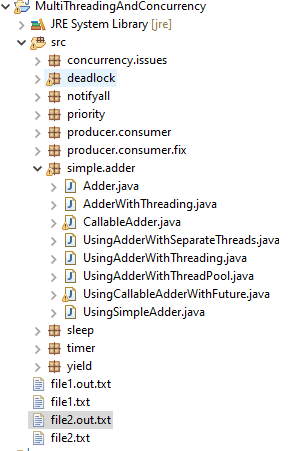 MultiThreadingAndConcurrency
JRE System Library [jre]
src
concurrency.issues
deadlock
notifyall
priority
producer.consumer
producer.consumer.fix
simple.adder
Adder.java
AdderWithThreading.java
CallableAdder.java
UsingAdderWithSeparateThreads.java
UsingAdderWithThreading.java
UsingAdderWithThreadPool.java
UsingCallableAdderWithFuture.java
UsingSimpleAdder.java
sleep
timer
yield
file1.out.txt
file1.txt
file2.out.txt
file2.txt